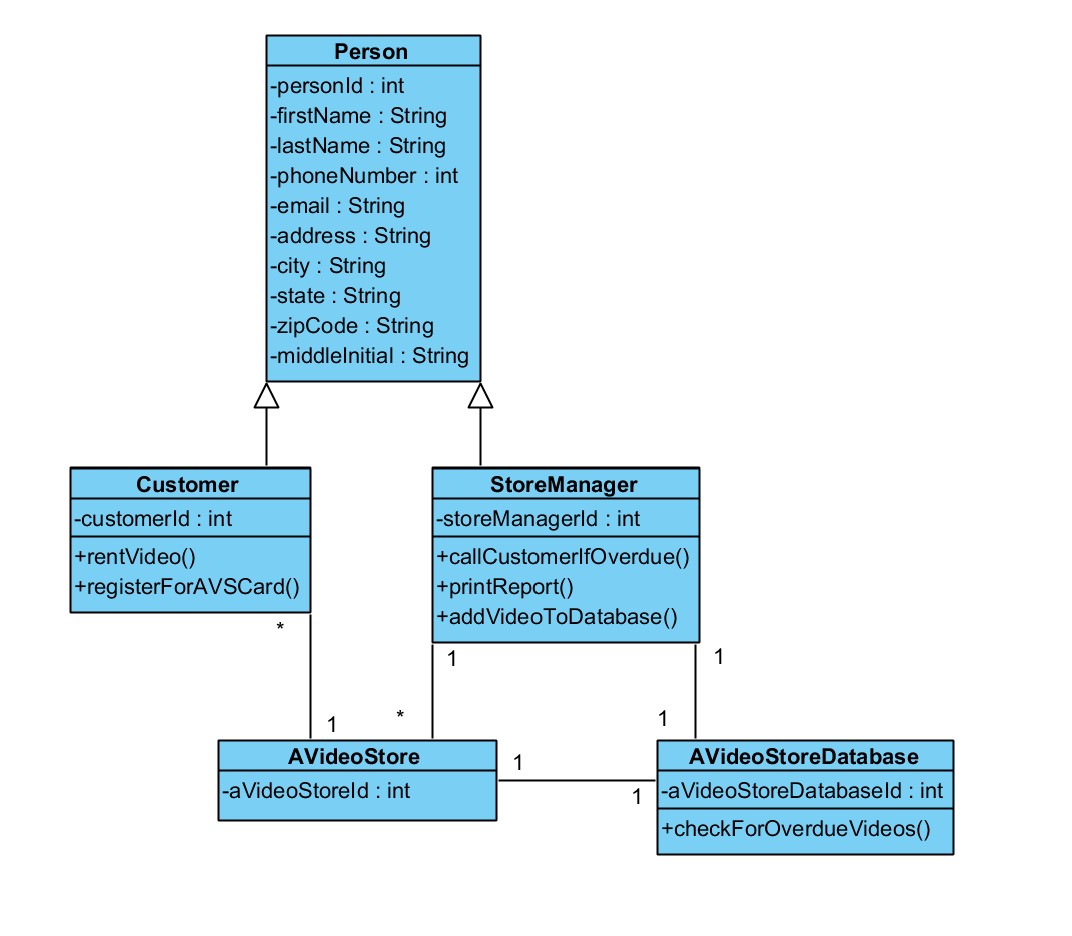 Person
-personId : int
-firstName : String
-lastName : String
-phoneNumber : int
-email : String
-address : String
-city : String
-state : String
-zipCode : String
-middleInitial : String
Customer
-customerId : int
+rentVideo()
+registerForAVSCard()
StoreManager
-storeManagerId : int
+callCustomerIfOverdue()
+printReport()
+addVideoToDatabase()
*
1
1
*
1
1
AVideoStore
-aVideoStoreId : int
1
1
AVideoStoreDatabase
-aVideoStoreDatabaseId : int
+checkForOverdueVideos()